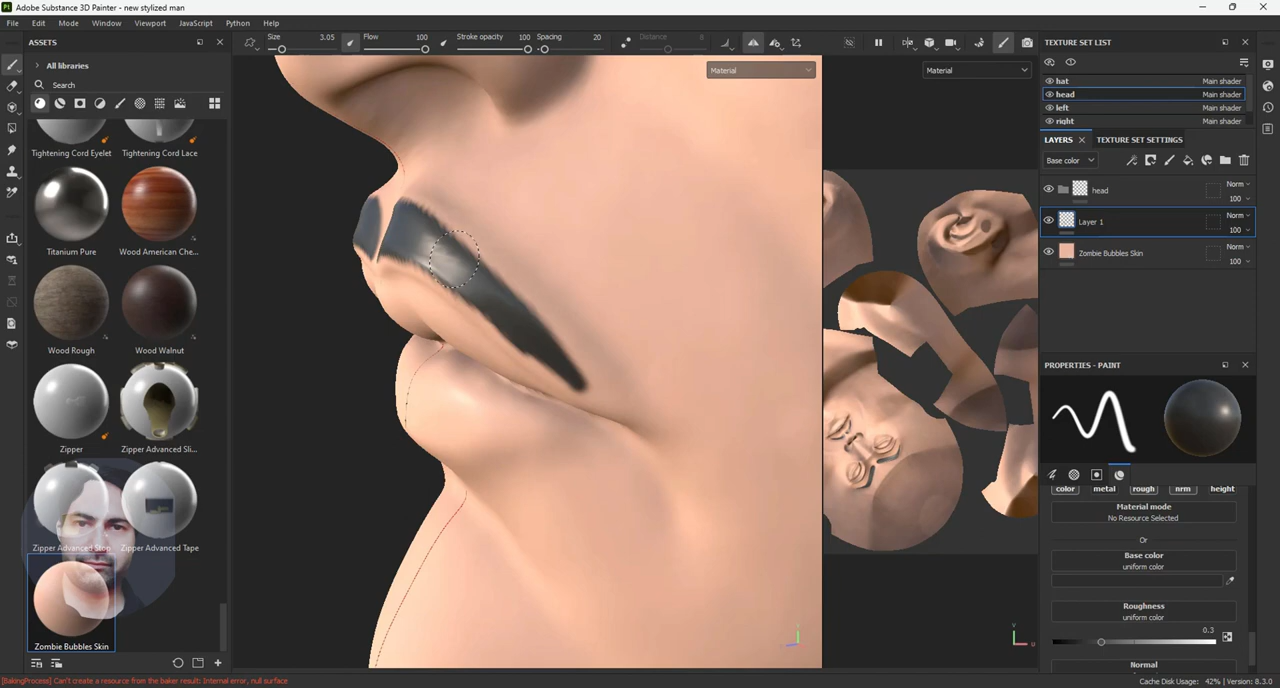 Adobe Substance 3D Painter - new stylized man
File Edit Mode Window Viewport JavaScript Python Help
ASSETS
Size 3.05 Flow 100 Stroke opacity 100 Spacing 20 Distance 8
TEXTURE SET LIST
All libraries
Search
Material
Material
hat Main shader
head Main shader
left Main shader
right Main shader
LAYERS TEXTURE SET SETTINGS
Base color
head Norm 100
Layer 1 Norm 100
Zombie Bubbles Skin Norm 100
Tightening Cord Eyelet Tightening Cord Lace
Titanium Pure Wood American Che...
Wood Rough Wood Walnut
Zipper Zipper Advanced Sli...
Zipper Advanced Stop Zipper Advanced Tape
Zombie Bubbles Skin
PROPERTIES - PAINT
color metal rough nrm height
Material mode
No Resource Selected
Or
Base color
uniform color
Roughness
uniform color
0.3
Normal
[BakingProcess] Can't create a resource from the baker result: Internal error, null surface
Cache Disk Usage: 42% | Version: 8.3.0